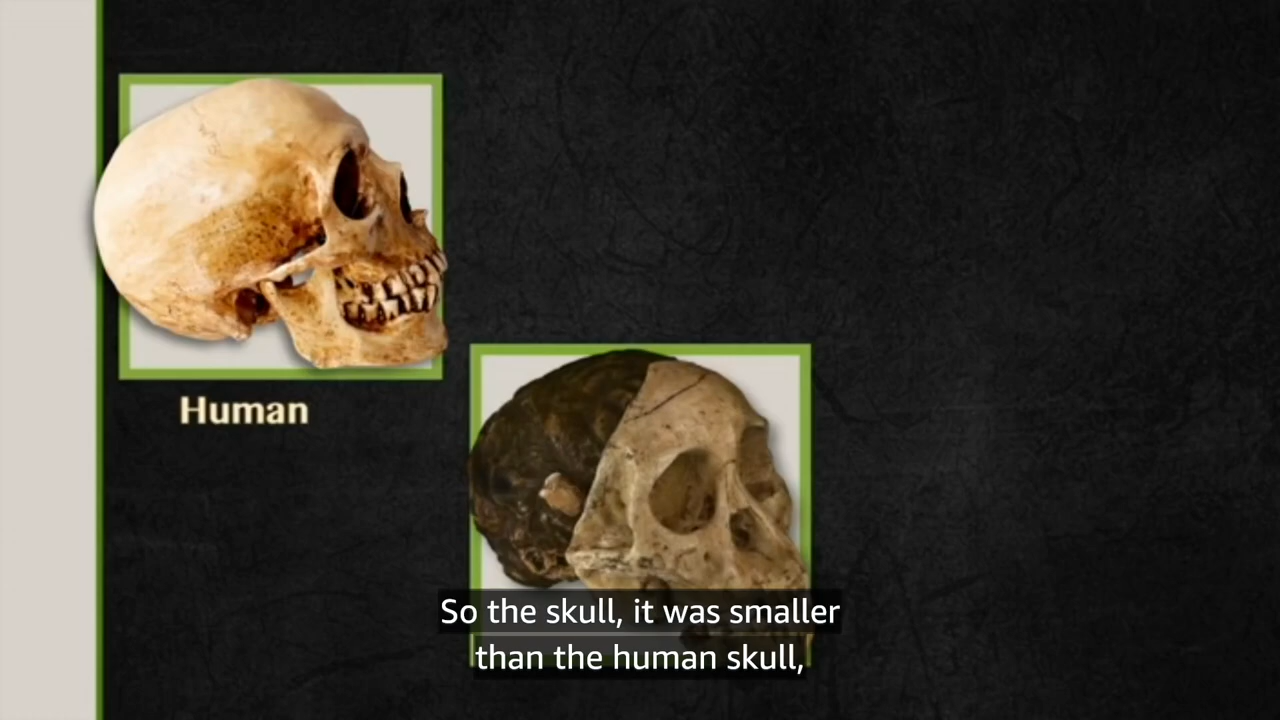 Human
So the skull, it was smaller
than the human skull,